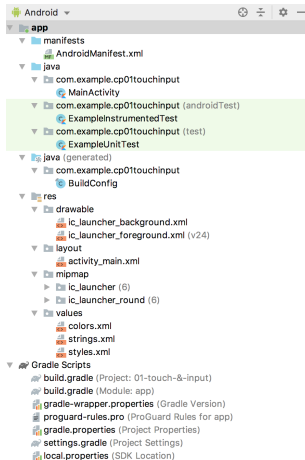 Android
app
manifests
AndroidManifest.xml
java
com.example.cp01touchinput
MainActivity
com.example.cp01touchinput (androidTest)
ExampleInstrumentedTest
com.example.cp01touchinput (test)
ExampleUnitTest
java (generated)
com.example.cp01touchinput
BuildConfig
res
drawable
ic_launcher_background.xml
ic_launcher_foreground.xml (v24)
layout
activity_main.xml
mipmap
ic_launcher (6)
ic_launcher_round (6)
values
colors.xml
strings.xml
styles.xml
Gradle Scripts
build.gradle (Project: 01-touch-&-input)
build.gradle (Module: app)
gradle-wrapper.properties (Gradle Version)
proguard-rules.pro (ProGuard Rules for app)
gradle.properties (Project Properties)
settings.gradle (Project Settings)
local.properties (SDK Location)